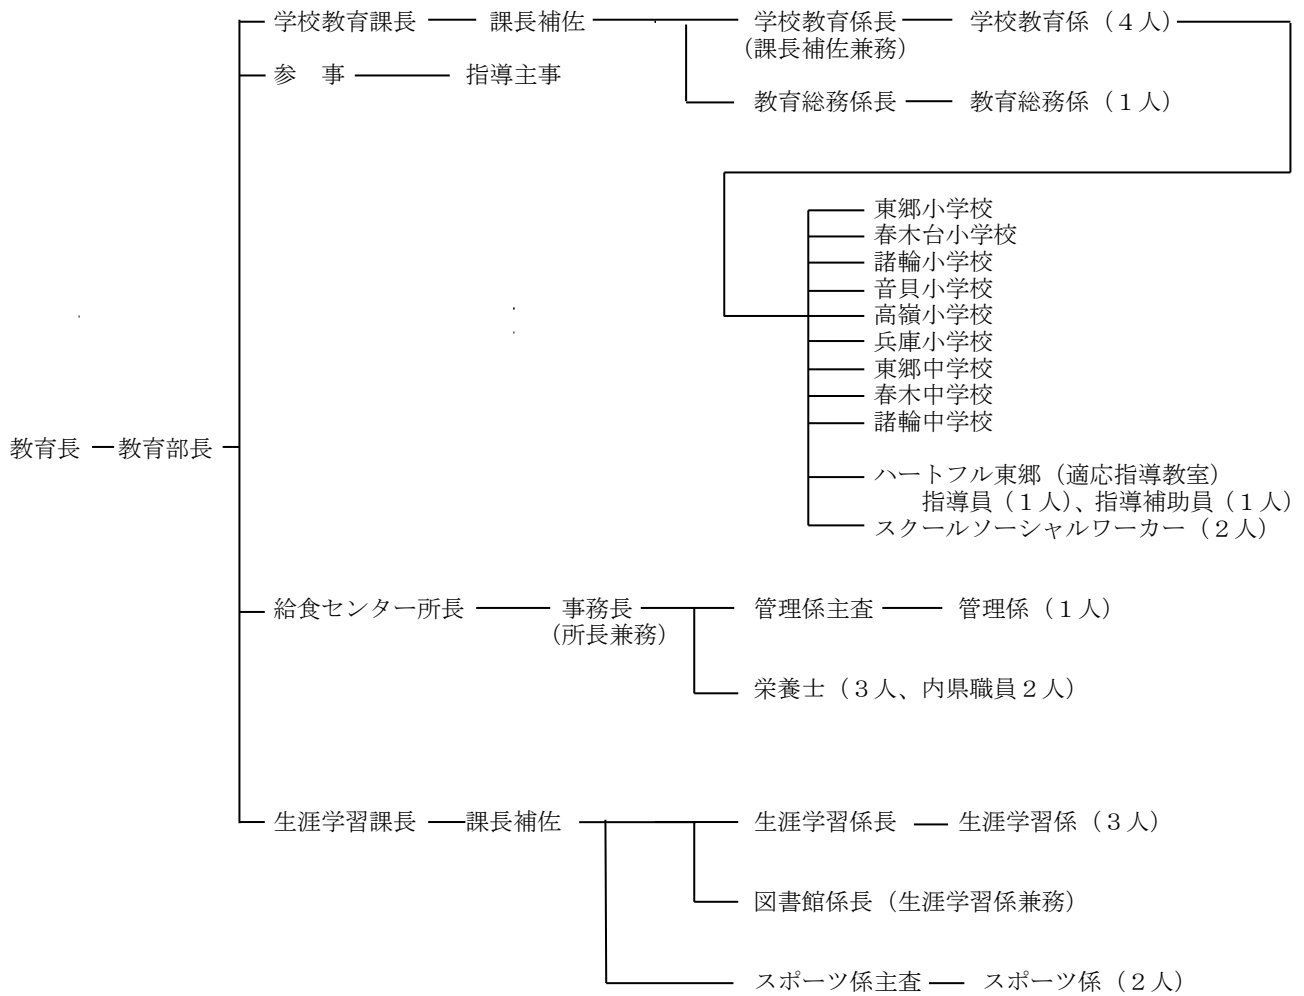 学校教育課長 課長補佐 学校教育係長 学校教育係（４人）
（課長補佐兼務）
参　事 指導主事
教育総務係長 教育総務係（１人）
東郷小学校
春木台小学校
諸輪小学校
音貝小学校
高嶺小学校
兵庫小学校
東郷中学校
春木中学校
諸輪中学校
教育長 教育部長
ハートフル東郷（適応指導教室）
指導員（１人）、指導補助員（１人）
スクールソーシャルワーカー（２人）
給食センター所長 事務長 管理係主査 管理係（１人）
（所長兼務）
栄養士（３人、内県職員２人）
生涯学習課長 課長補佐 生涯学習係長 生涯学習係（３人）
図書館係長（生涯学習係兼務）
スポーツ係主査 スポーツ係（２人）